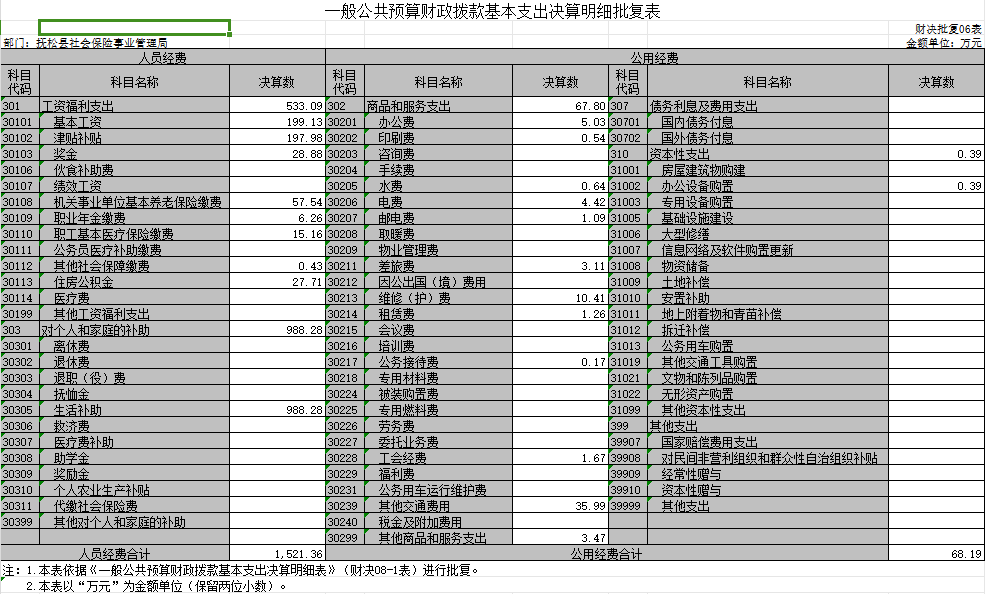 一般公共预算财政拨款基本支出决算明细批复表
财决批复06表
部门：抚松县社会保险事业管理局 金额单位：万元
人员经费 公用经费
科目代码 科目名称 决算数 科目代码 科目名称 决算数 科目代码 科目名称 决算数
301 工资福利支出 533.09 302 商品和服务支出 67.80 307 债务利息及费用支出
30101 基本工资 199.13 30201 办公费 5.03 30701 国内债务付息
30102 津贴补贴 197.98 30202 印刷费 0.54 30702 国外债务付息
30103 奖金 28.88 30203 咨询费 310 资本性支出 0.39
30106 伙食补助费 30204 手续费 31001 房屋建筑物购建
30107 绩效工资 30205 水费 0.64 31002 办公设备购置 0.39
30108 机关事业单位基本养老保险缴费 57.54 30206 电费 4.42 31003 专用设备购置
30109 职业年金缴费 6.26 30207 邮电费 1.09 31005 基础设施建设
30110 职工基本医疗保险缴费 15.16 30208 取暖费 31006 大型修缮
30111 公务员医疗补助缴费 30209 物业管理费 31007 信息网络及软件购置更新
30112 其他社会保障缴费 0.43 30211 差旅费 3.11 31008 物资储备
30113 住房公积金 27.71 30212 因公出国（境）费用 31009 土地补偿
30114 医疗费 30213 维修（护）费 10.41 31010 安置补助
30199 其他工资福利支出 30214 租赁费 1.26 31011 地上附着物和青苗补偿
303 对个人和家庭的补助 988.28 30215 会议费 31012 拆迁补偿
30301 离休费 30216 培训费 31013 公务用车购置
30302 退休费 30217 公务接待费 0.17 31019 其他交通工具购置
30303 退职（役）费 30218 专用材料费 31021 文物和陈列品购置
30304 抚恤金 30224 被装购置费 31022 无形资产购置
30305 生活补助 988.28 30225 专用燃料费 31099 其他资本性支出
30306 救济费 30226 劳务费 399 其他支出
30307 医疗费补助 30227 委托业务费 39907 国家赔偿费用支出
30308 助学金 30228 工会经费 1.67 39908 对民间非营利组织和群众性自治组织补贴
30309 奖励金 30229 福利费 39909 经常性赠与
30310 个人农业生产补贴 30231 公务用车运行维护费 39910 资本性赠与
30311 代缴社会保险费 30239 其他交通费用 35.99 39999 其他支出
30399 其他对个人和家庭的补助 30240 税金及附加费用
30299 其他商品和服务支出 3.47
人员经费合计 1,521.36 公用经费合计 68.19
注：1.本表依据《一般公共预算财政拨款基本支出决算明细表》（财决08-1表）进行批复。
2.本表以“万元”为金额单位（保留两位小数）。